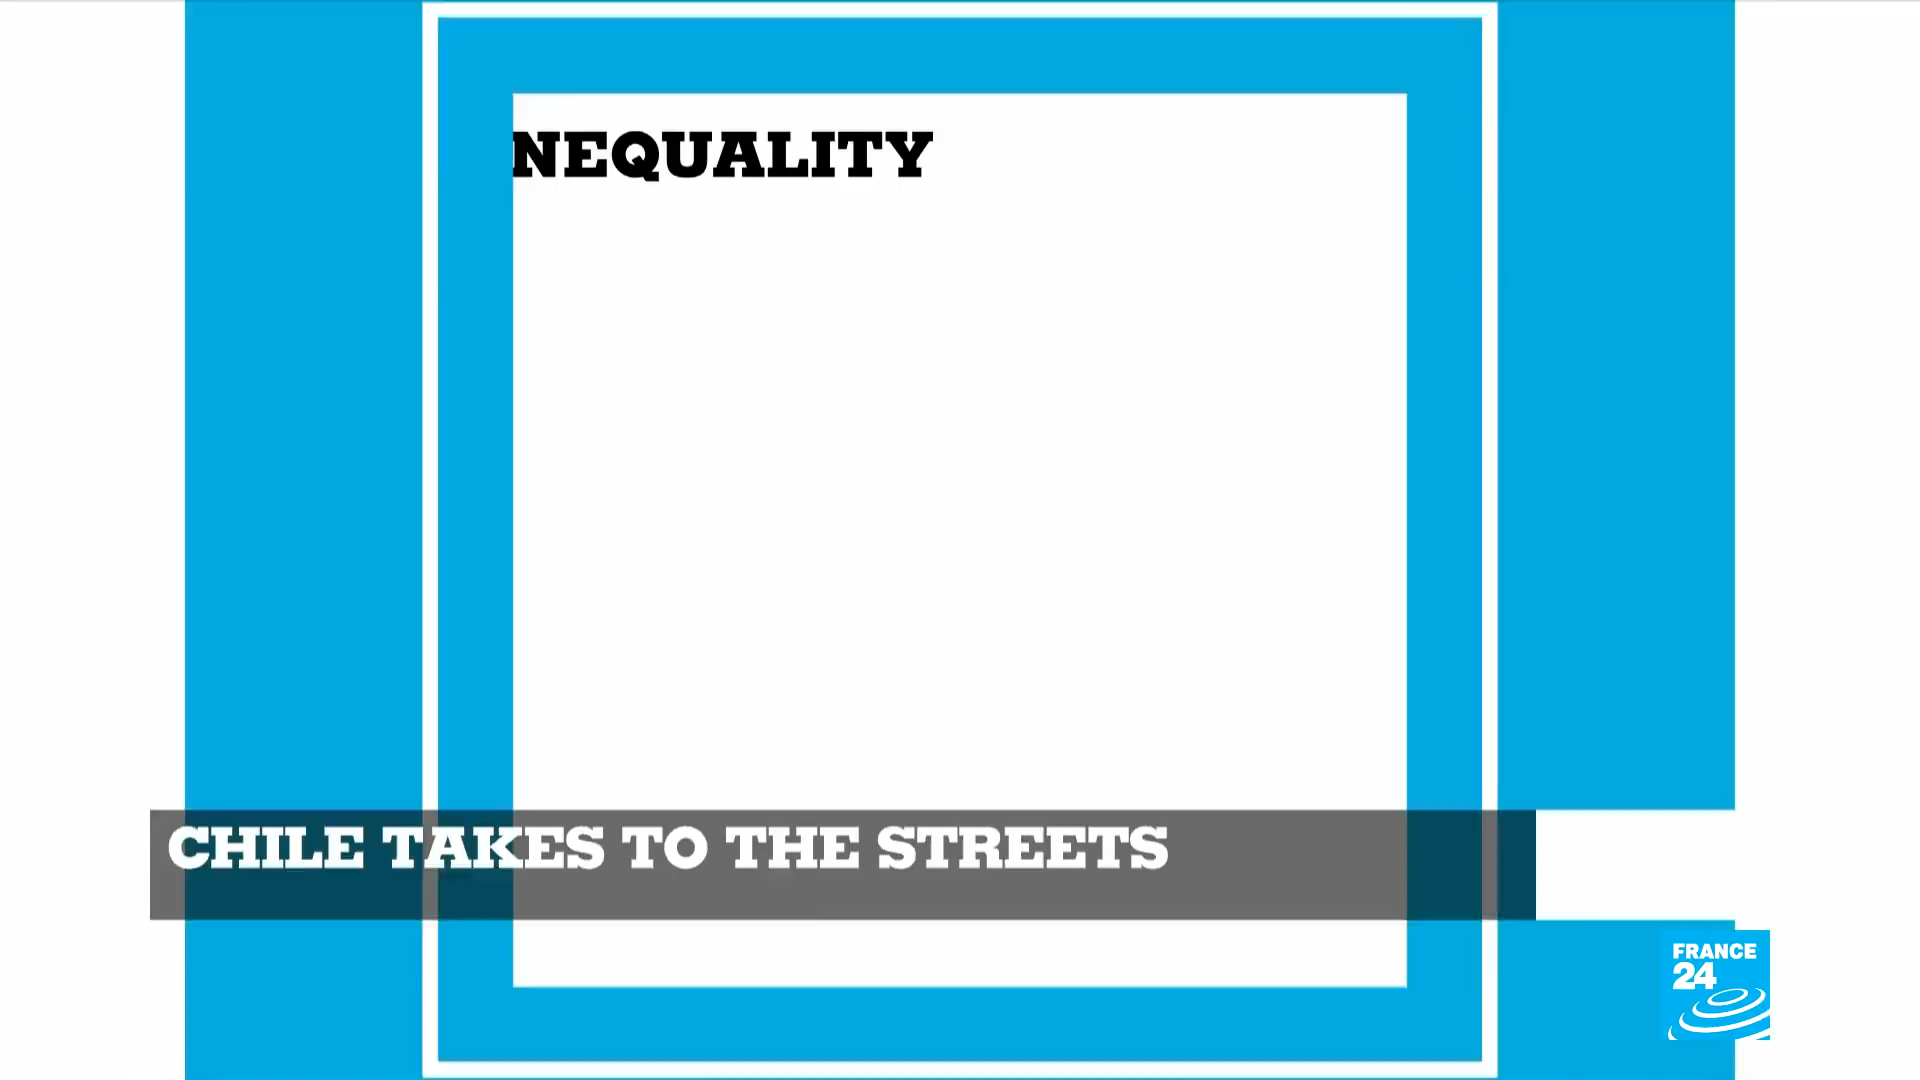 NEQUALITY
CHILE TAKES TO THE STREETS
FRANCE
24